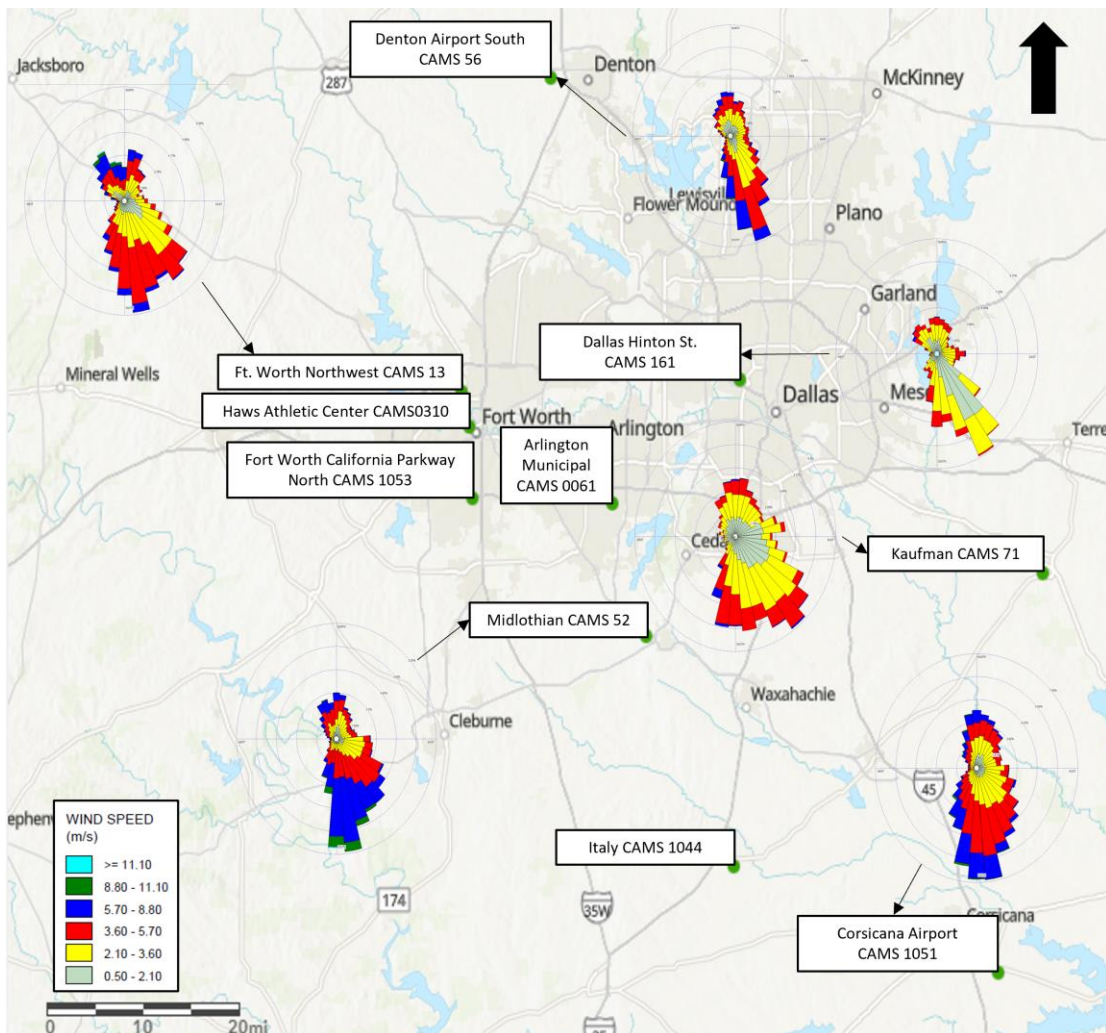 Denton Airport South
CAMS 56
Jacksboro
287
Denton
McKinney
Flower Mound
Plano
Garland
Dallas Hinton St.
CAMS 161
Mineral Wells
Ft. Worth Northwest CAMS 13
Haws Athletic Center CAMS0310
Fort Worth
Dallas
Fort Worth California Parkway
North CAMS 1053
Arlington
Municipal
CAMS 0061
Arlington
Kaufman CAMS 71
Midlothian CAMS 52
Waxahachie
Cleburne
45
WIND SPEED
(m/s)
>= 11.10
8.80 - 11.10
5.70 - 8.80
3.60 - 5.70
2.10 - 3.60
0.50 - 2.10
Italy CAMS 1044
174
35W
Corsicana
Corsicana Airport
CAMS 1051
0
10
20mi